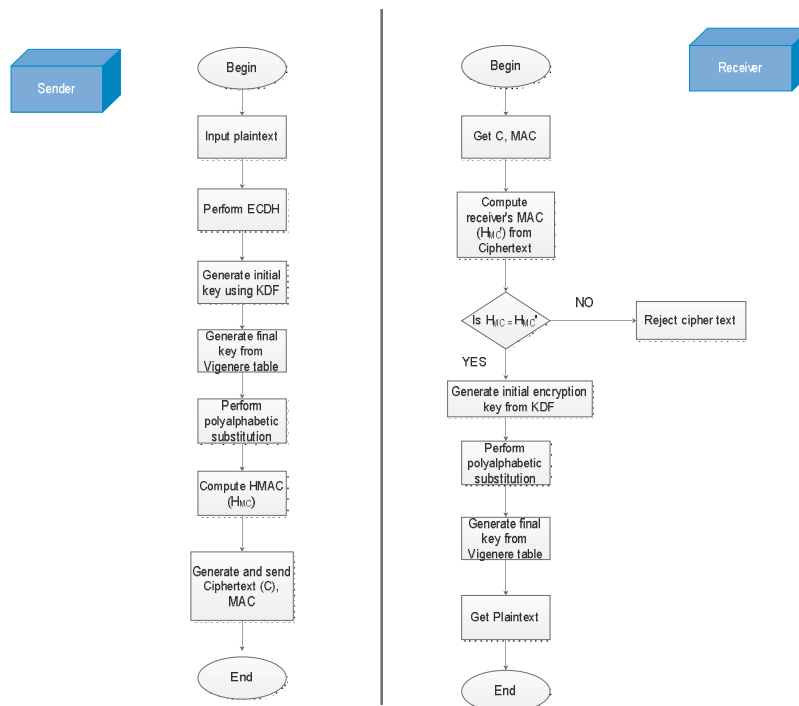 Sender
Begin
Input plaintext
Perform ECDH
Generate initial
key using KDF
Generate final
key from
Vigenere table
Perform
polyalphabetic
substitution
Compute HMAC
(HMC)
Generate and send
Ciphertext (C),
MAC
End
Receiver
Begin
Get C, MAC
Compute
receiver's MAC
(HMC') from
Ciphertext
Is HMC = HMC'
NO
Reject cipher text
YES
Generate initial encryption
key from KDF
Perform
polyalphabetic
substitution
Generate final
key from
Vigenere table
Get Plaintext
End